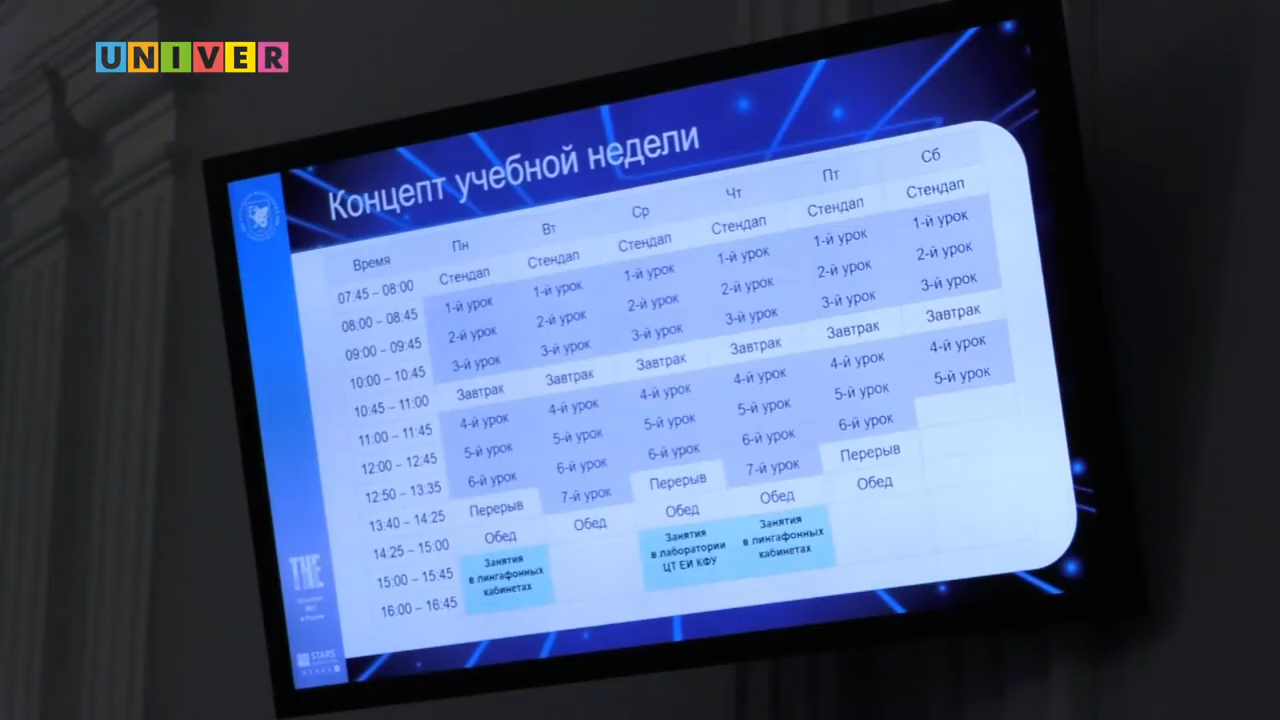 UNIVER
Концепт учебной недели
Время Пн Вт Ср Чт Пт Сб
07:45 – 08:00 Стендап Стендап Стендап Стендап Стендап Стендап
08:00 – 08:45 1-й урок 1-й урок 1-й урок 1-й урок 1-й урок 1-й урок
09:00 – 09:45 2-й урок 2-й урок 2-й урок 2-й урок 2-й урок 2-й урок
10:00 – 10:45 3-й урок 3-й урок 3-й урок 3-й урок 3-й урок 3-й урок
10:45 – 11:00 Завтрак Завтрак Завтрак Завтрак Завтрак Завтрак
11:00 – 11:45 4-й урок 4-й урок 4-й урок 4-й урок 4-й урок 4-й урок
12:00 – 12:45 5-й урок 5-й урок 5-й урок 5-й урок 5-й урок 5-й урок
12:50 – 13:35 6-й урок 6-й урок 6-й урок 6-й урок 6-й урок
13:40 – 14:25 Перерыв 7-й урок Перерыв 7-й урок Перерыв
14:25 – 15:00 Обед Обед Обед Обед Обед
15:00 – 15:45
16:00 – 16:45
Занятия
в лингафонных
кабинетах
Занятия
в лаборатории
ЦТ ЕИ КФУ
Занятия
в лингафонных
кабинетах
THE
STARS